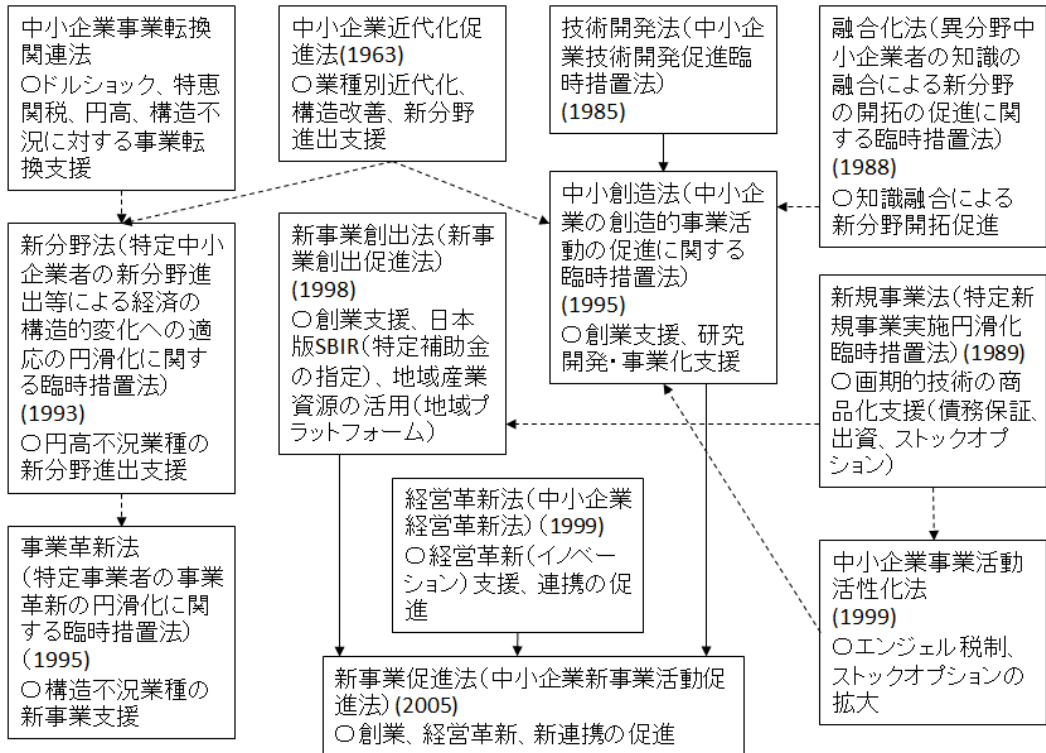 中小企業事業転換
関連法
○ドルショック、特恵
関税、円高、構造不
況に対する事業転
換支援
中小企業近代化促
進法(1963)
○業種別近代化、
構造改善、新分野
進出支援
技術開発法(中小企
業技術開発促進臨
時措置法)
(1985)
融合化法(異分野中
小企業者の知識の
融合による新分野
の開拓の促進に関
する臨時措置法)
(1988)
○知識融合による
新分野開拓促進
新分野法(特定中小
企業者の新分野進
出等による経済の
構造的変化への適
応の円滑化に関す
る臨時措置法)
(1993)
○円高不況業種の
新分野進出支援
新事業創出法(新事
業創出促進法)
(1998)
○創業支援、日本
版SBIR(特定補助金
の指定)、地域産業
資源の活用(地域プ
ラットフォーム)
中小創造法(中小企
業の創造的事業活
動の促進に関する
臨時措置法)
(1995)
○創業支援、研究
開発・事業化支援
新規事業法(特定新
規事業実施円滑化
臨時措置法)(1989)
○画期的技術の商
品化支援(債務保証、
出資、ストックオプ
ション)
事業革新法
(特定事業者の事業
革新の円滑化に関
する臨時措置法)
(1995)
○構造不況業種の
新事業支援
経営革新法(中小企業
経営革新法)(1999)
○経営革新(イノベー
ション)支援、連携の促
進
中小企業事業活動
活性化法
(1999)
○エンジェル税制、
ストックオプションの
拡大
新事業促進法(中小企業新事業活動促
進法)(2005)
○創業、経営革新、新連携の促進